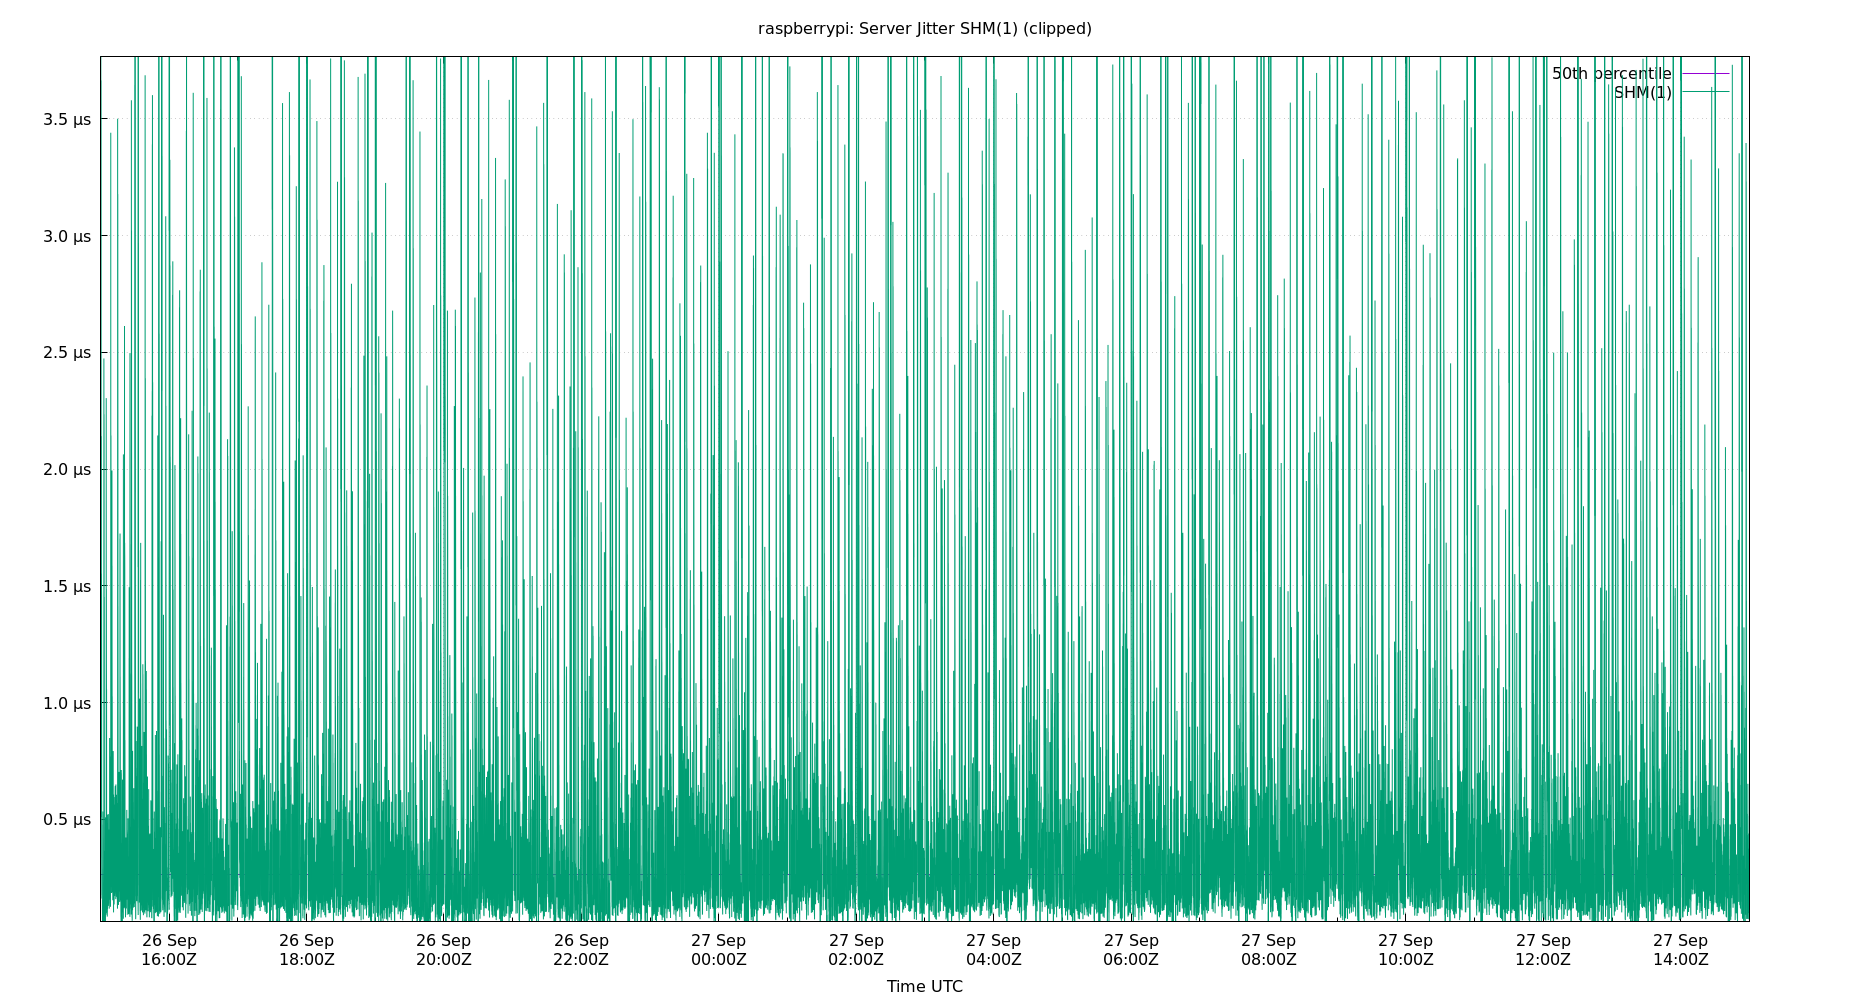 raspberrypi: Server Jitter SHM(1) (clipped)
50th percentile
SHM(1)
3.5 µs
3.0 µs
2.5 µs
2.0 µs
1.5 µs
1.0 µs
0.5 µs
26 Sep 26 Sep 26 Sep 26 Sep 27 Sep 27 Sep 27 Sep 27 Sep 27 Sep 27 Sep 27 Sep 27 Sep
16:00Z 18:00Z 20:00Z 22:00Z 00:00Z 02:00Z 04:00Z 06:00Z 08:00Z 10:00Z 12:00Z 14:00Z
Time UTC